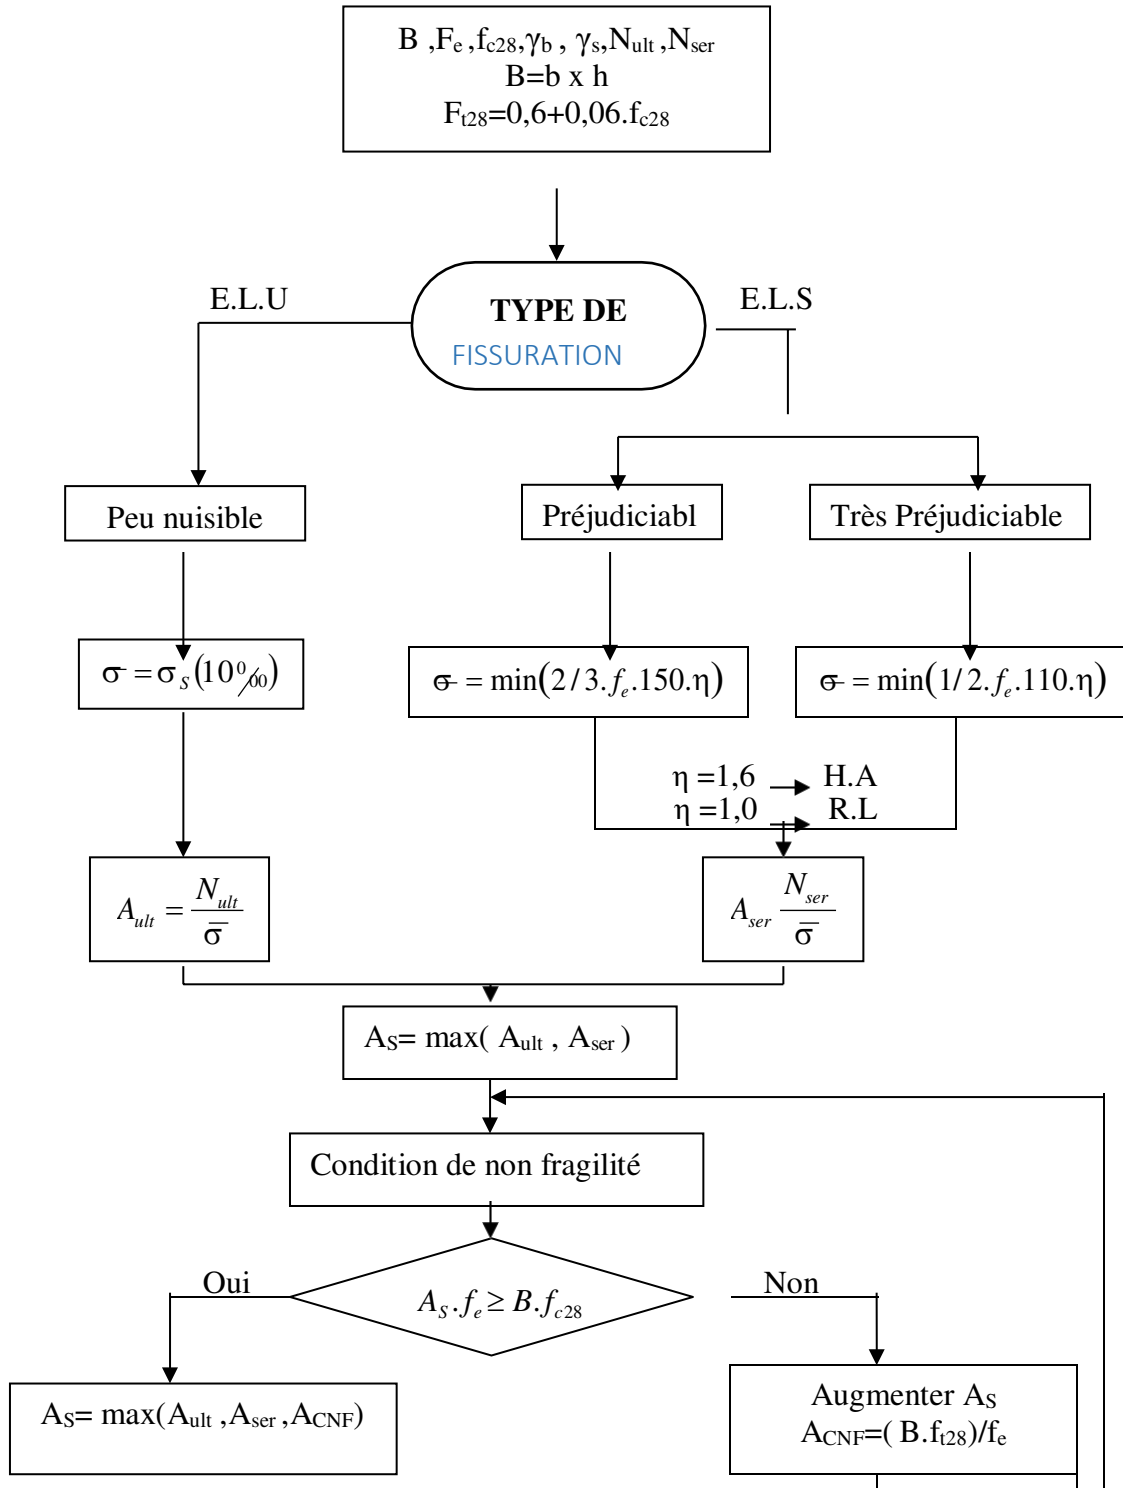 B ,Fe ,fc28,γb , γs,Nult ,Nser
B=b x h
Ft28=0,6+0,06.fc28
E.L.U
TYPE DE
E.L.S
FISSURATION
Peu nuisible
Préjudiciabl
Très Préjudiciable
σ̄ = σS(10‰)
σ̄ = min(2/3.fe.150.η)
σ̄ = min(1/2.fe.110.η)
η =1,6 → H.A
η =1,0 → R.L
Ault = Nult / σ̄
Aser Nser / σ̄
AS= max( Ault , Aser )
Condition de non fragilité
Oui
AS.fe ≥ B.fc28
Non
AS= max(Ault ,Aser ,ACNF)
Augmenter AS
ACNF=( B.ft28)/fe